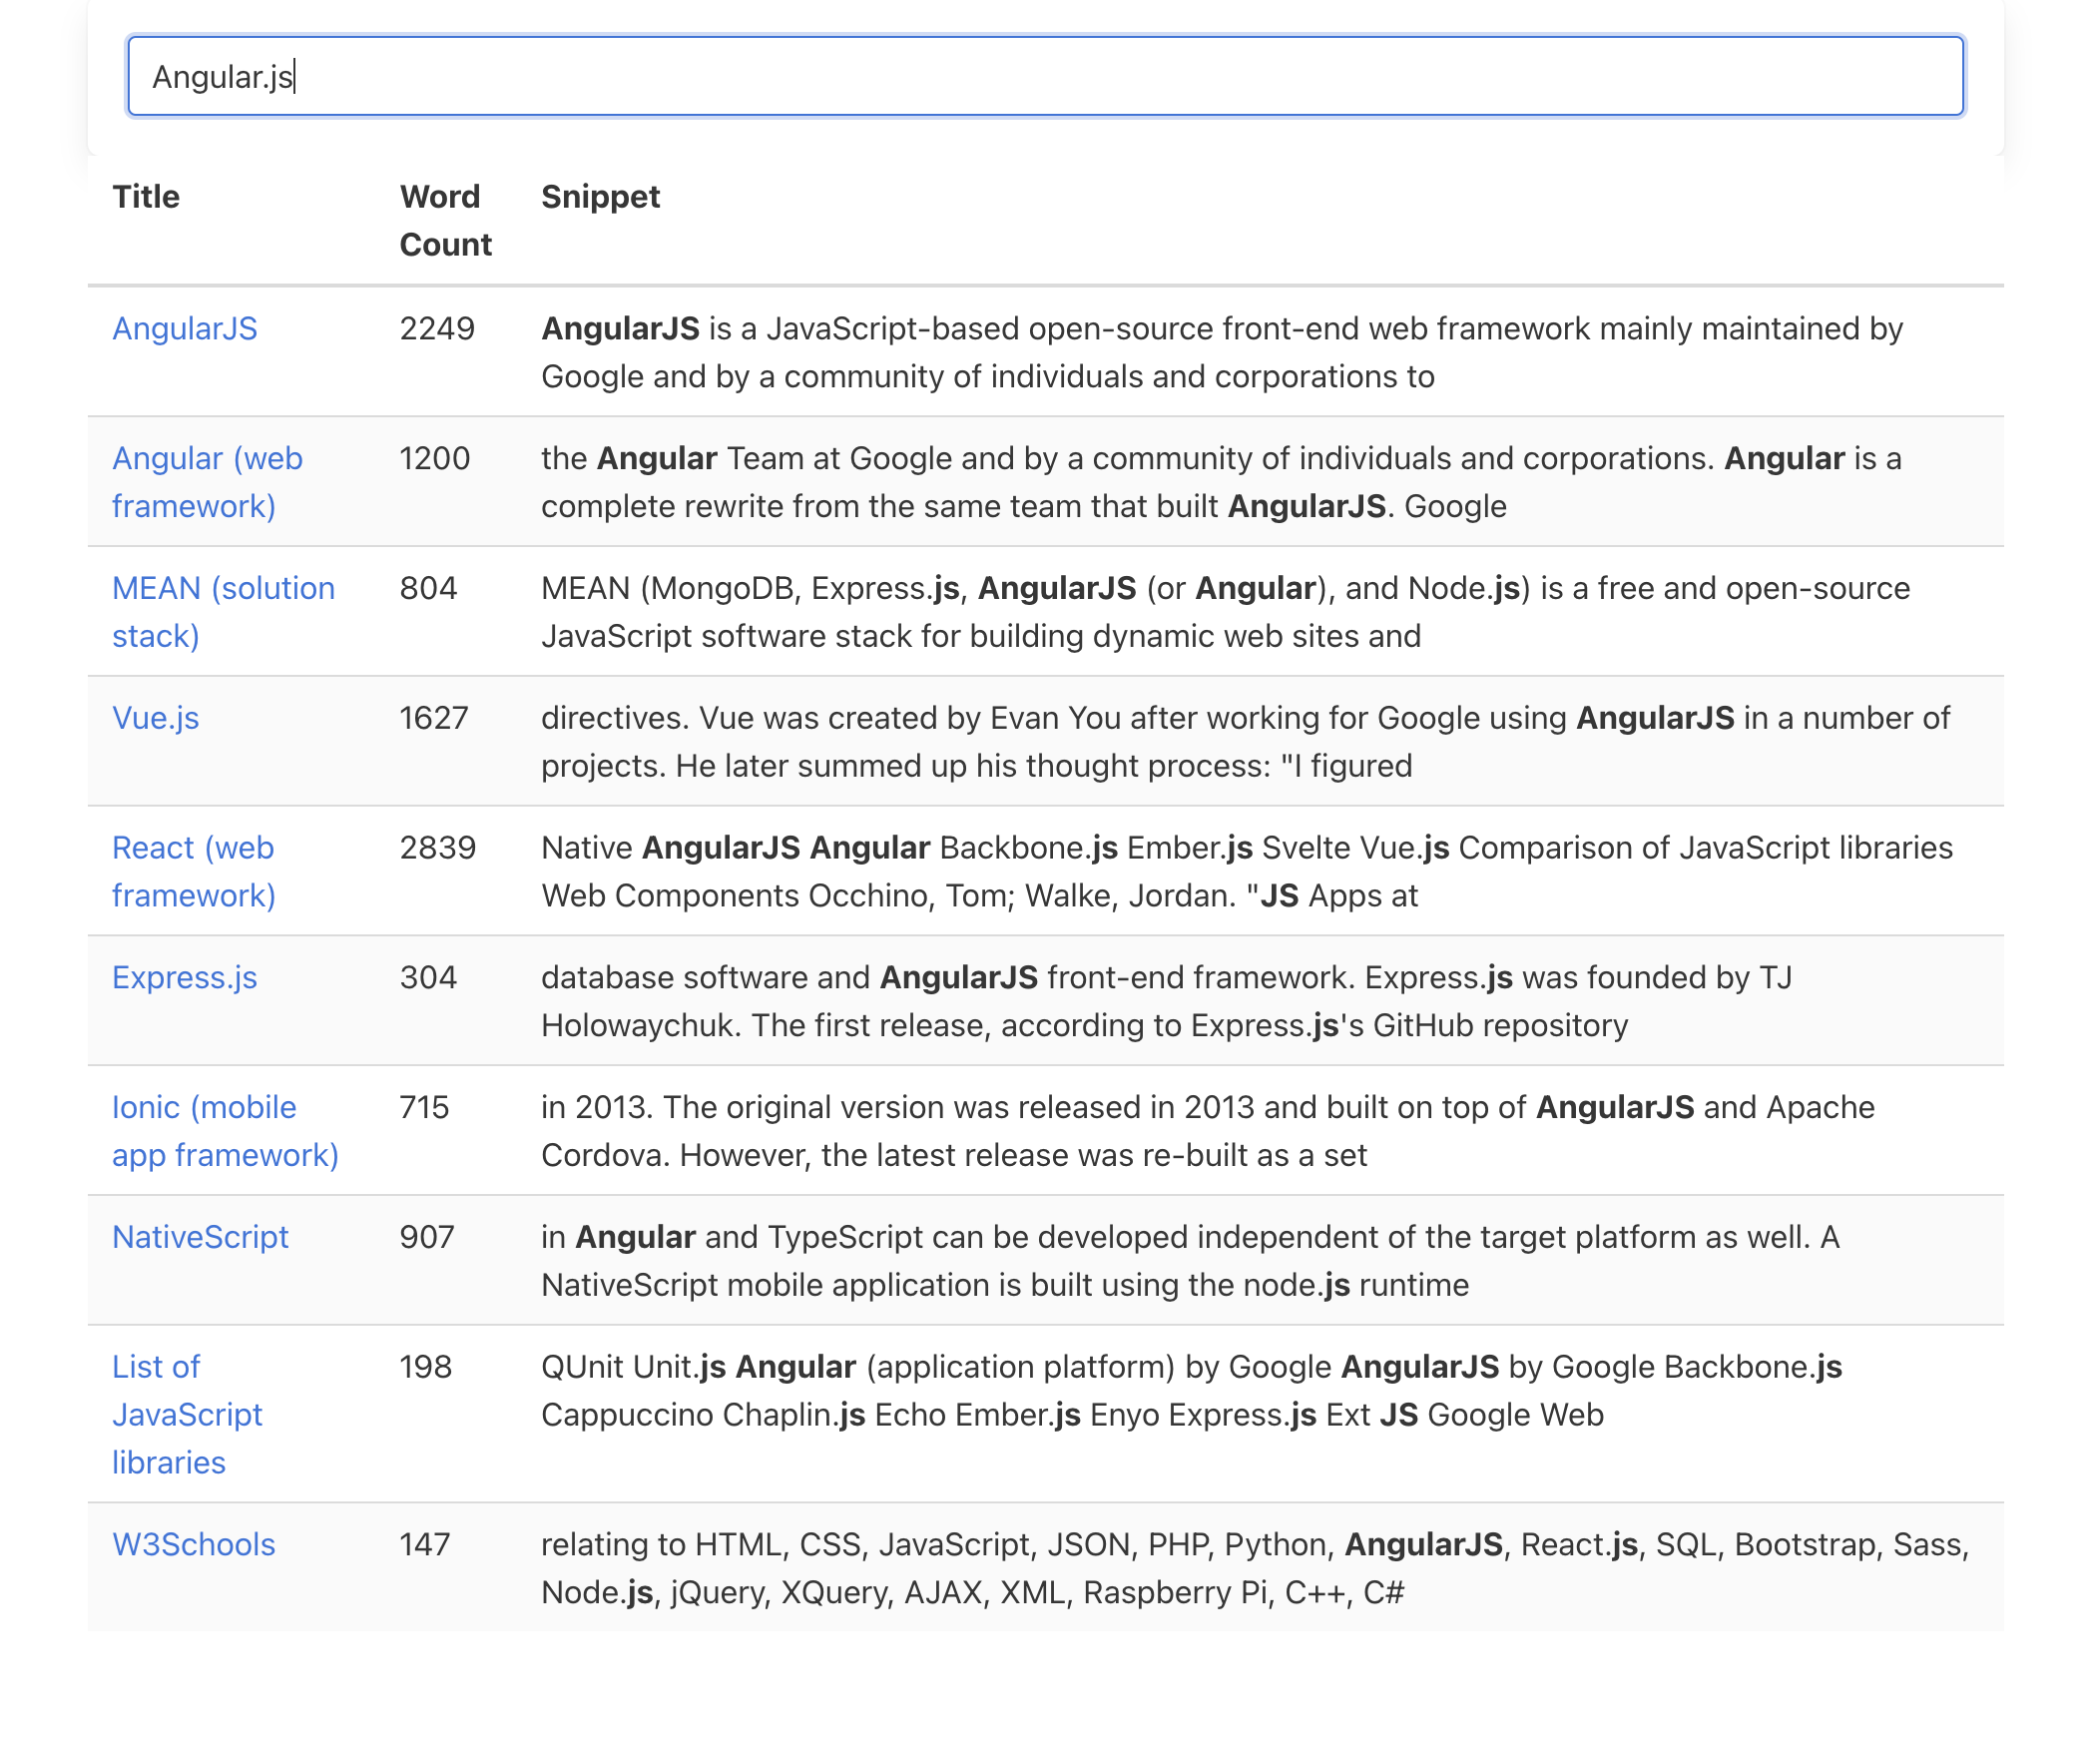 Angular.js
Title
Word
Count
Snippet
AngularJS
2249
AngularJS is a JavaScript-based open-source front-end web framework mainly maintained by
Google and by a community of individuals and corporations to
Angular (web
framework)
1200
the Angular Team at Google and by a community of individuals and corporations. Angular is a
complete rewrite from the same team that built AngularJS. Google
MEAN (solution
stack)
804
MEAN (MongoDB, Express.js, AngularJS (or Angular), and Node.js) is a free and open-source
JavaScript software stack for building dynamic web sites and
Vue.js
1627
directives. Vue was created by Evan You after working for Google using AngularJS in a number of
projects. He later summed up his thought process: "I figured
React (web
framework)
2839
Native AngularJS Angular Backbone.js Ember.js Svelte Vue.js Comparison of JavaScript libraries
Web Components Occhino, Tom; Walke, Jordan. "JS Apps at
Express.js
304
database software and AngularJS front-end framework. Express.js was founded by TJ
Holowaychuk. The first release, according to Express.js's GitHub repository
Ionic (mobile
app framework)
715
in 2013. The original version was released in 2013 and built on top of AngularJS and Apache
Cordova. However, the latest release was re-built as a set
NativeScript
907
in Angular and TypeScript can be developed independent of the target platform as well. A
NativeScript mobile application is built using the node.js runtime
List of
JavaScript
libraries
198
QUnit Unit.js Angular (application platform) by Google AngularJS by Google Backbone.js
Cappuccino Chaplin.js Echo Ember.js Enyo Express.js Ext JS Google Web
W3Schools
147
relating to HTML, CSS, JavaScript, JSON, PHP, Python, AngularJS, React.js, SQL, Bootstrap, Sass,
Node.js, jQuery, XQuery, AJAX, XML, Raspberry Pi, C++, C#